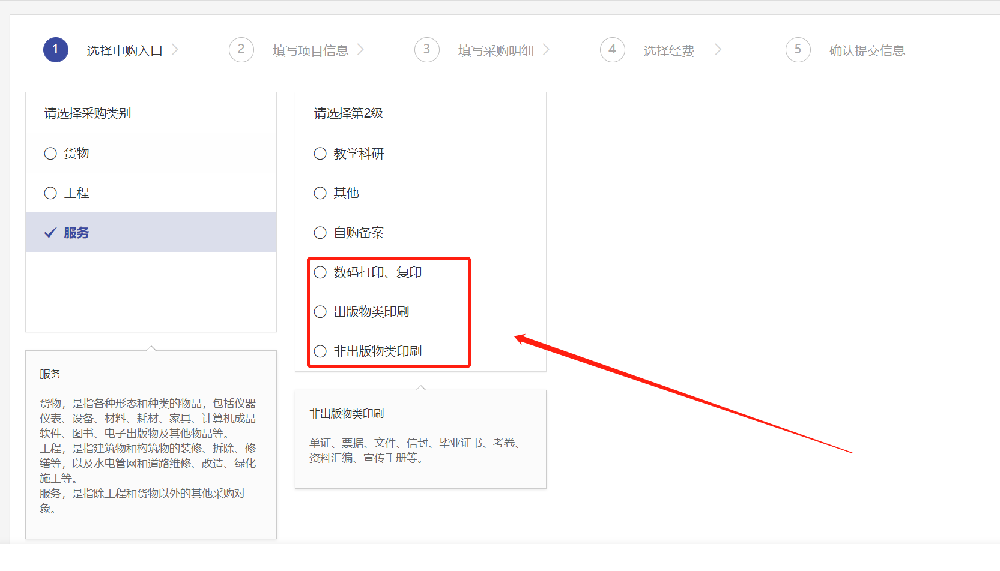 1 选择申购入口 2 填写项目信息 3 填写采购明细 4 选择经费 5 确认提交信息
请选择采购类别
货物
工程
服务
请选择第2级
教学科研
其他
自购备案
数码打印、复印
出版物类印刷
非出版物类印刷
服务
货物，是指各种形态和种类的物品，包括仪器
仪表、设备、材料、耗材、家具、计算机成品
软件、图书、电子出版物及其他物品等。
工程，是指建筑物和构筑物的装修、拆除、修
缮等，以及水电管网和道路维修、改造、绿化
施工等。
服务，是指除工程和货物以外的其他采购对
象。
非出版物类印刷
单证、票据、文件、信封、毕业证书、考卷、
资料汇编、宣传手册等。